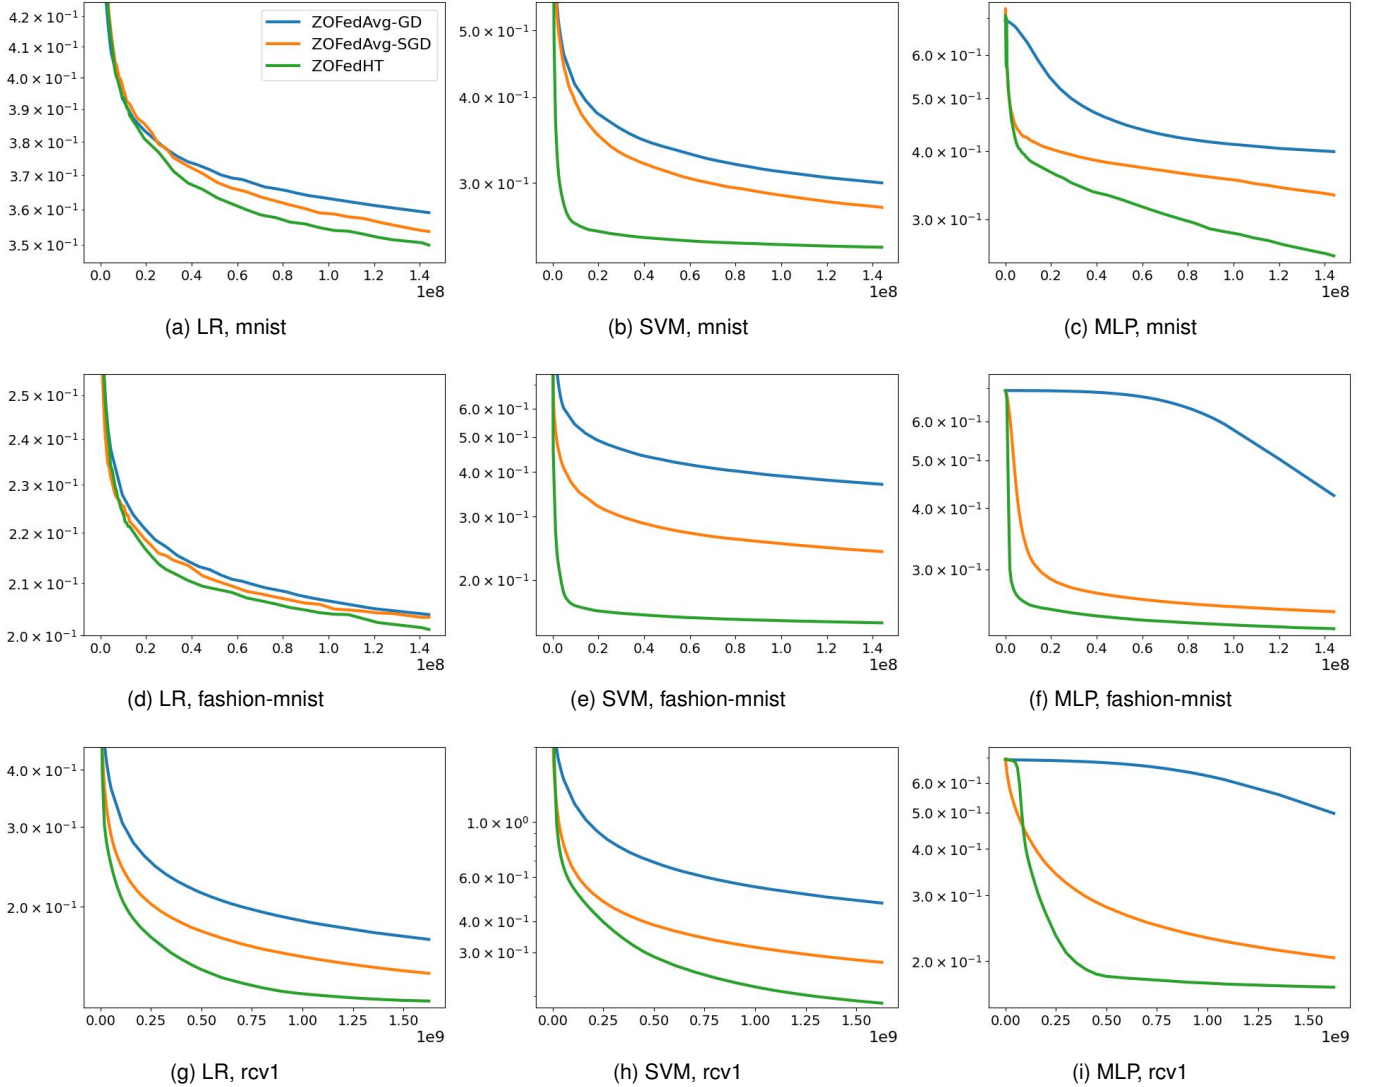 4.2 × 10⁻¹
4.1 × 10⁻¹
4.0 × 10⁻¹
3.9 × 10⁻¹
3.8 × 10⁻¹
3.7 × 10⁻¹
3.6 × 10⁻¹
3.5 × 10⁻¹
ZOFedAvg-GD
ZOFedAvg-SGD
ZOFedHT
0.0 0.2 0.4 0.6 0.8 1.0 1.2 1.4
1e8
(a) LR, mnist
5.0 × 10⁻¹
4.0 × 10⁻¹
3.0 × 10⁻¹
0.0 0.2 0.4 0.6 0.8 1.0 1.2 1.4
1e8
(b) SVM, mnist
6.0 × 10⁻¹
5.0 × 10⁻¹
4.0 × 10⁻¹
3.0 × 10⁻¹
0.0 0.2 0.4 0.6 0.8 1.0 1.2 1.4
1e8
(c) MLP, mnist
2.5 × 10⁻¹
2.4 × 10⁻¹
2.3 × 10⁻¹
2.2 × 10⁻¹
2.1 × 10⁻¹
2.0 × 10⁻¹
0.0 0.2 0.4 0.6 0.8 1.0 1.2 1.4
1e8
(d) LR, fashion-mnist
6.0 × 10⁻¹
5.0 × 10⁻¹
4.0 × 10⁻¹
3.0 × 10⁻¹
2.0 × 10⁻¹
0.0 0.2 0.4 0.6 0.8 1.0 1.2 1.4
1e8
(e) SVM, fashion-mnist
6.0 × 10⁻¹
5.0 × 10⁻¹
4.0 × 10⁻¹
3.0 × 10⁻¹
0.0 0.2 0.4 0.6 0.8 1.0 1.2 1.4
1e8
(f) MLP, fashion-mnist
4.0 × 10⁻¹
3.0 × 10⁻¹
2.0 × 10⁻¹
0.00 0.25 0.50 0.75 1.00 1.25 1.50
1e9
(g) LR, rcv1
1.0 × 10⁰
6.0 × 10⁻¹
4.0 × 10⁻¹
3.0 × 10⁻¹
0.00 0.25 0.50 0.75 1.00 1.25 1.50
1e9
(h) SVM, rcv1
6.0 × 10⁻¹
5.0 × 10⁻¹
4.0 × 10⁻¹
3.0 × 10⁻¹
2.0 × 10⁻¹
0.00 0.25 0.50 0.75 1.00 1.25 1.50
1e9
(i) MLP, rcv1